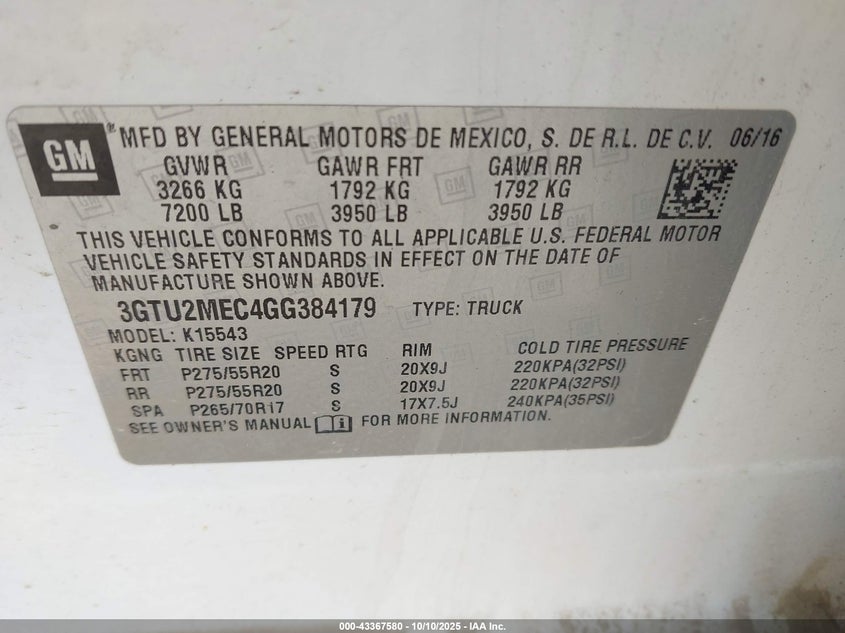 GM
MFD BY GENERAL MOTORS DE MEXICO, S. DE R.L. DE C.V. 06/16
GVWR GAWR FRT GAWR RR
3266 KG 1792 KG 1792 KG
7200 LB 3950 LB 3950 LB
THIS VEHICLE CONFORMS TO ALL APPLICABLE U.S. FEDERAL MOTOR
VEHICLE SAFETY STANDARDS IN EFFECT ON THE DATE OF
MANUFACTURE SHOWN ABOVE.
3GTU2MEC4GG384179 TYPE: TRUCK
MODEL: K15543
KGNG TIRE SIZE SPEED RTG RIM COLD TIRE PRESSURE
FRT P275/55R20 S 20X9J 220KPA(32PSI)
RR P275/55R20 S 20X9J 220KPA(32PSI)
SPA P265/70R17 S 17X7.5J 240KPA(35PSI)
SEE OWNER'S MANUAL FOR MORE INFORMATION.
000-43367580 - 10/10/2025 - IAA Inc.